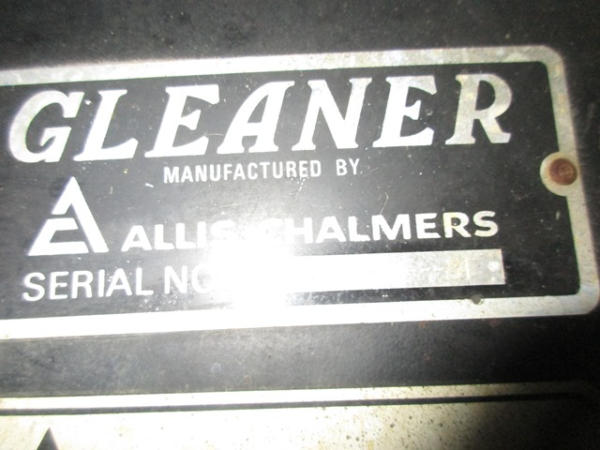 GLEANER
MANUFACTURED BY
ALLIS-CHALMERS
SERIAL NO